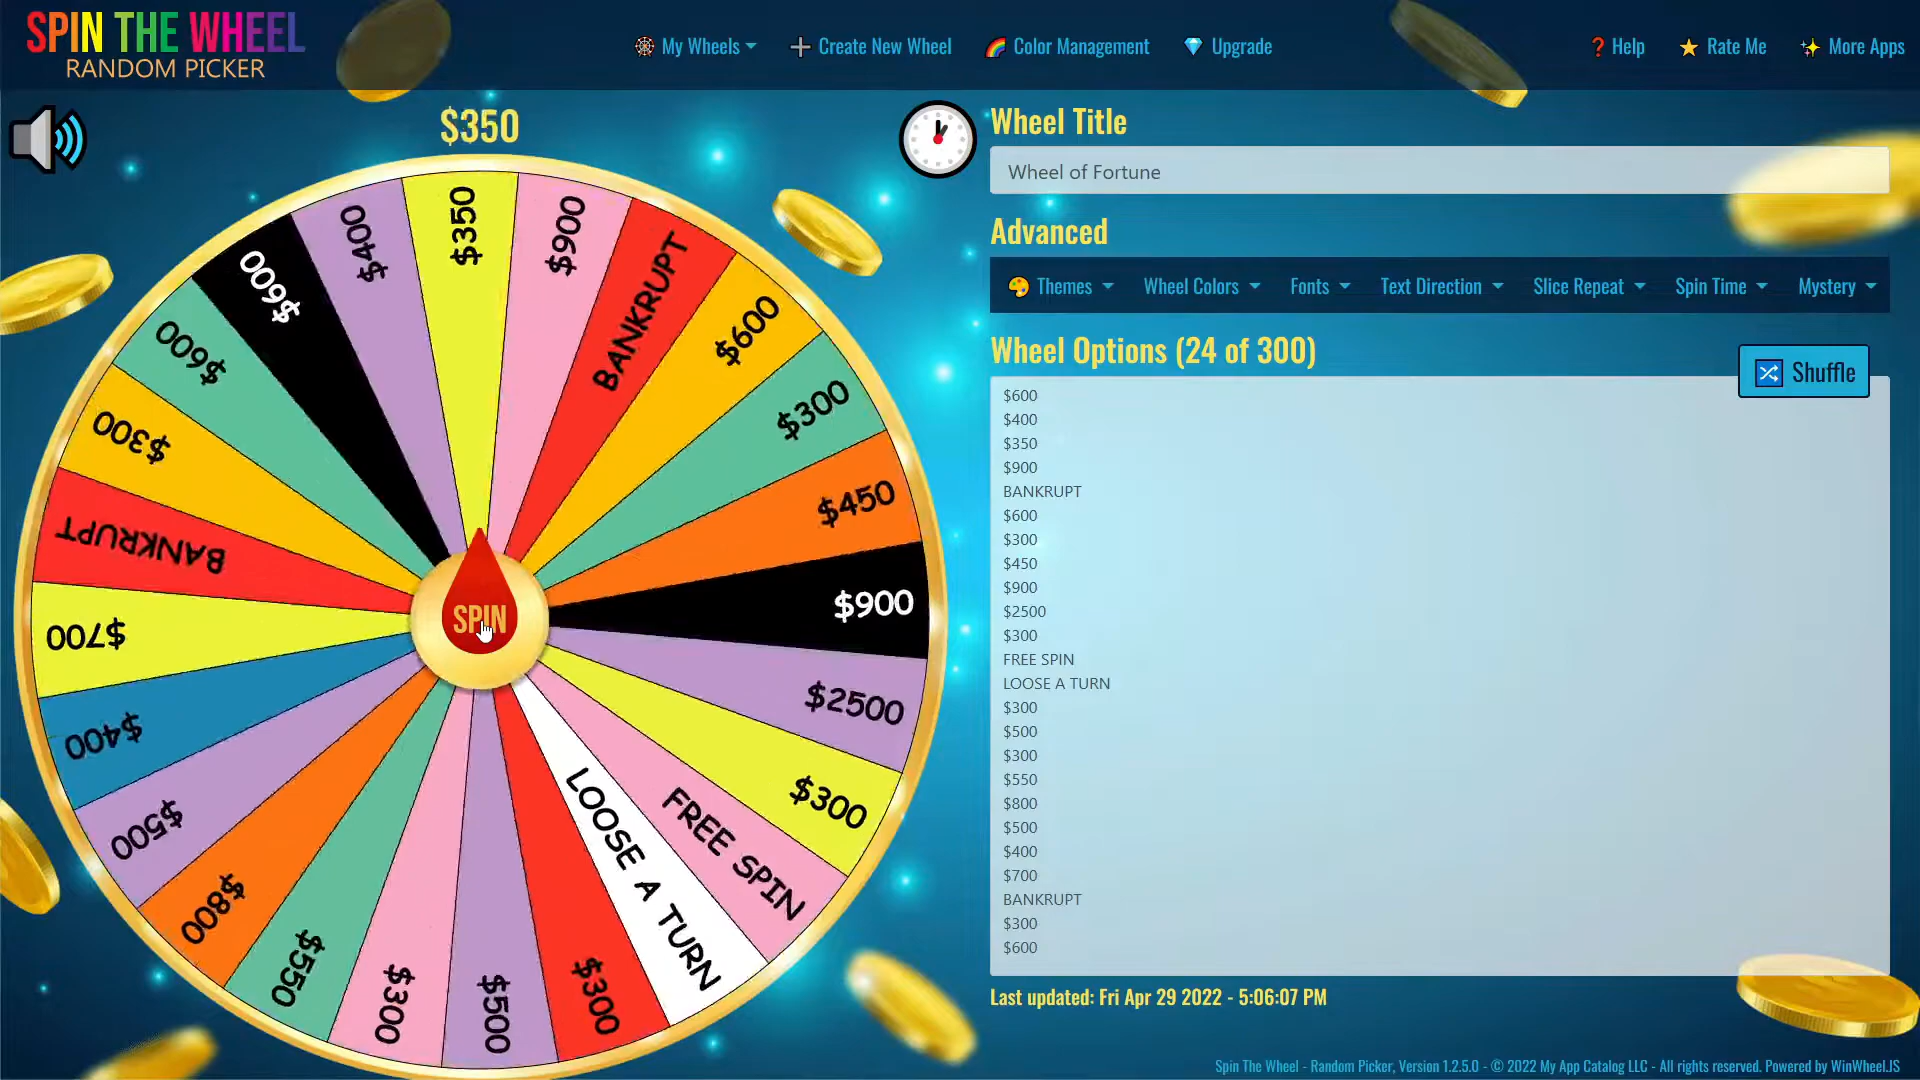 SPIN THE WHEEL
RANDOM PICKER
My Wheels
Create New Wheel
Color Management
Upgrade
Help
Rate Me
More Apps
$350
$350
$900
BANKRUPT
$600
$300
$450
$900
$2500
$300
FREE SPIN
LOOSE A TURN
$300
$500
$300
$550
$800
$500
$400
$700
BANKRUPT
$300
$600
$600
$400
SPIN
Wheel Title
Wheel of Fortune
Advanced
Themes
Wheel Colors
Fonts
Text Direction
Slice Repeat
Spin Time
Mystery
Wheel Options (24 of 300)
Shuffle
$600
$400
$350
$900
BANKRUPT
$600
$300
$450
$900
$2500
$300
FREE SPIN
LOOSE A TURN
$300
$500
$300
$550
$800
$500
$400
$700
BANKRUPT
$300
$600
Last updated: Fri Apr 29 2022 - 5:06:07 PM
Spin The Wheel - Random Picker, Version 1.2.5.0 - © 2022 My App Catalog LLC - All rights reserved. Powered by WinWheel.JS